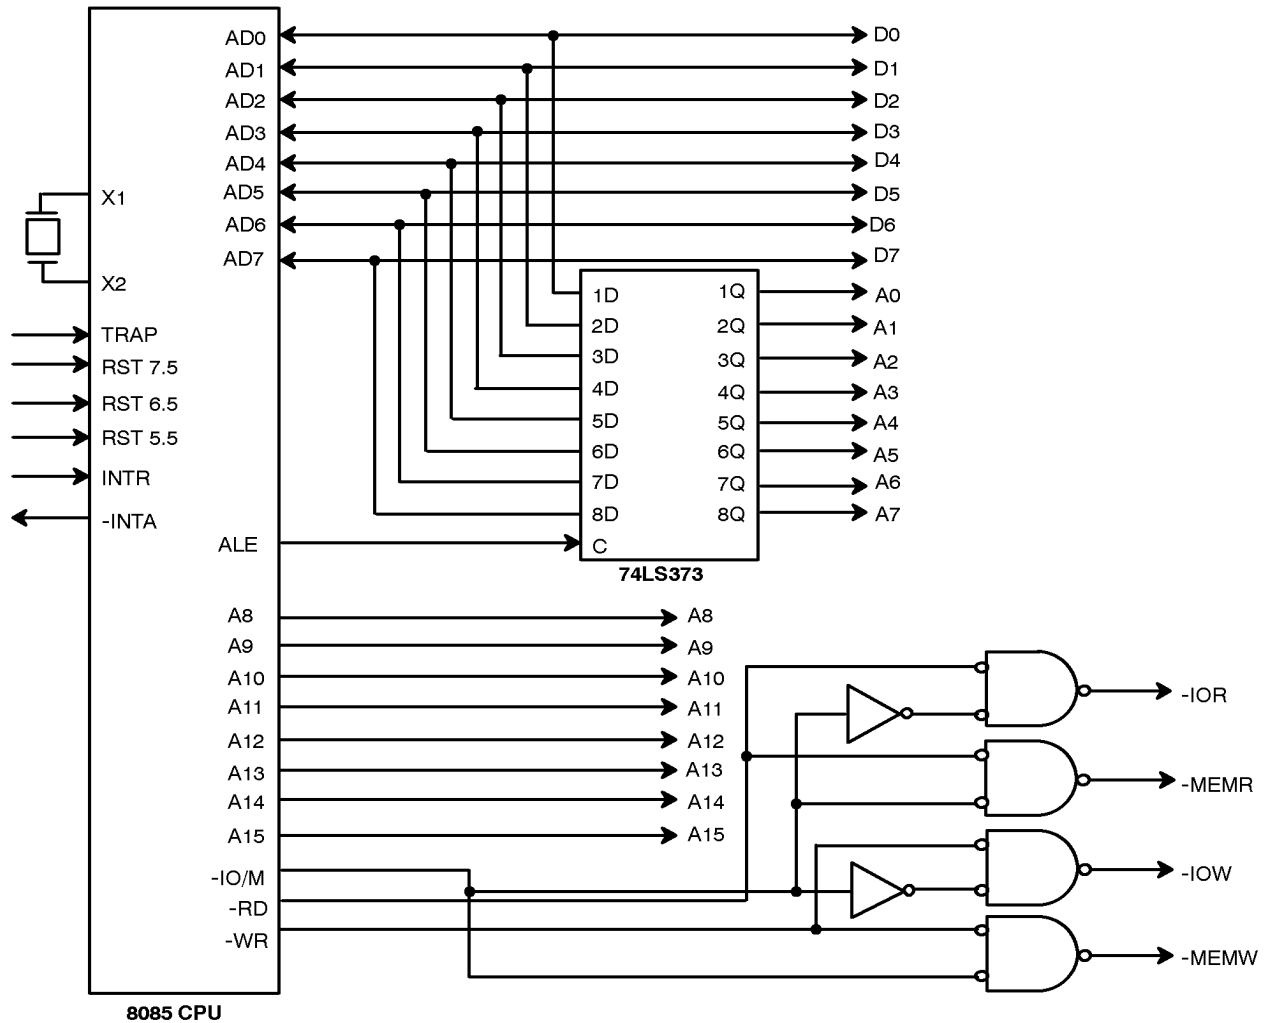 AD0
D0
AD1
D1
AD2
D2
AD3
D3
AD4
D4
AD5
D5
AD6
D6
AD7
D7
X1
X2
TRAP
RST 7.5
RST 6.5
RST 5.5
INTR
-INTA
1D
1Q
A0
2D
2Q
A1
3D
3Q
A2
4D
4Q
A3
5D
5Q
A4
6D
6Q
A5
7D
7Q
A6
8D
8Q
A7
ALE
C
74LS373
A8
A8
A9
A9
A10
A10
A11
A11
A12
A12
A13
A13
A14
A14
A15
A15
-IO/M
-RD
-WR
-IOR
-MEMR
-IOW
-MEMW
8085 CPU